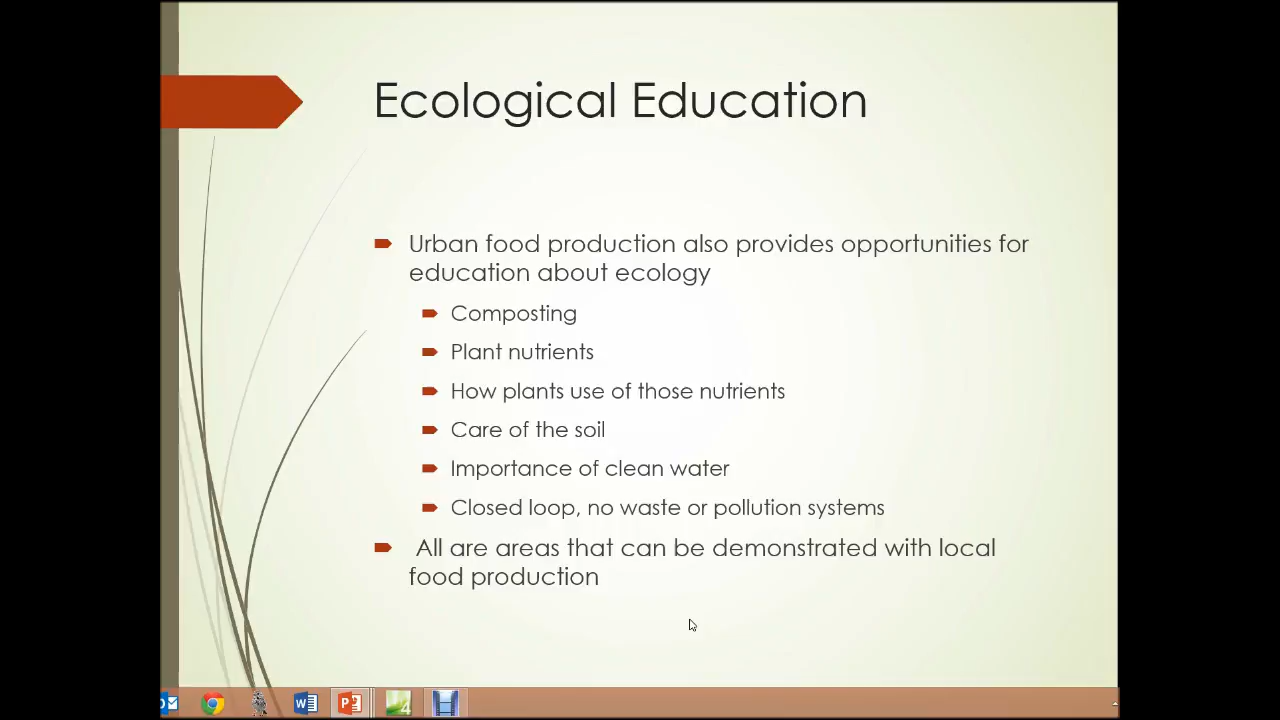 Ecological Education
Urban food production also provides opportunities for
education about ecology
Composting
Plant nutrients
How plants use of those nutrients
Care of the soil
Importance of clean water
Closed loop, no waste or pollution systems
All are areas that can be demonstrated with local
food production